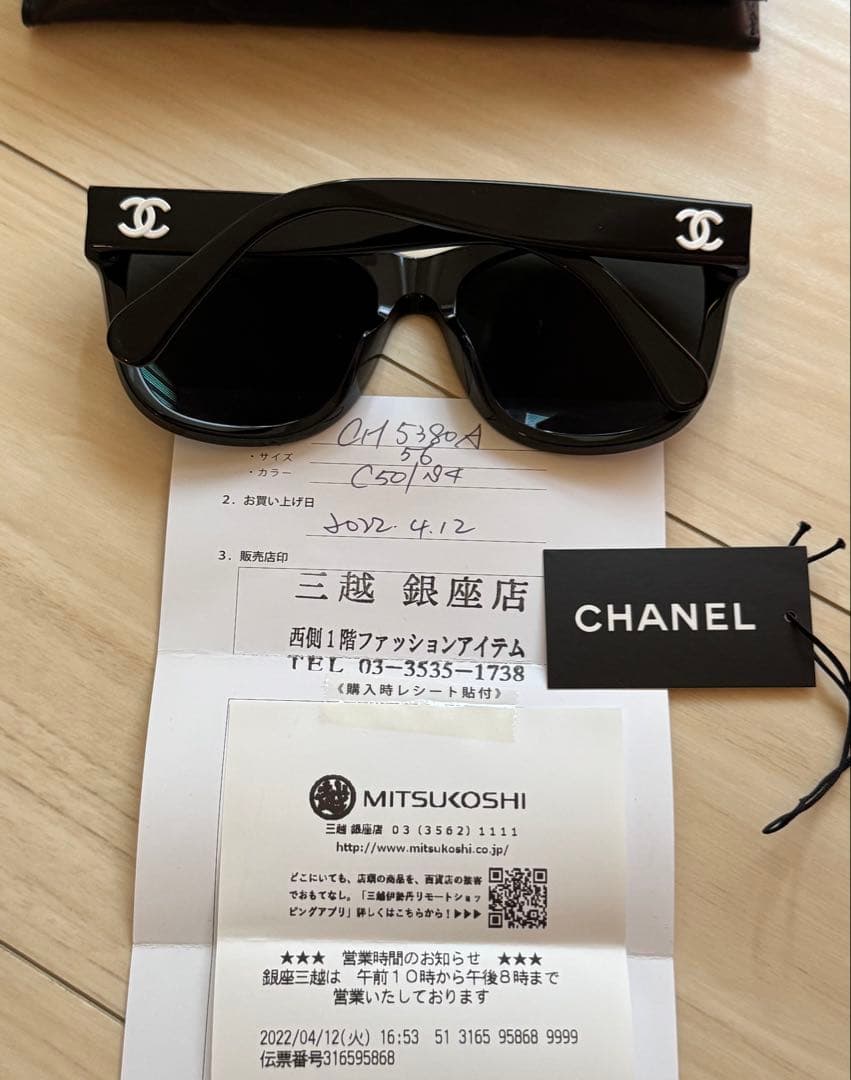 CH 5380A
・サイズ 56
・カラー C501/S4
2. お買い上げ日
2022. 4.12
3. 販売店印
三越 銀座店
西側1階ファッションアイテム
TEL 03-3535-1738
《購入時レシート貼付》
CHANEL
MITSUKOSHI
三越 銀座店 03(3562)1111
http://www.mitsukoshi.co.jp/
どこにいても、店頭の商品を、百貨店の接客
でおもてなし。「三越伊勢丹リモートショッ
ピングアプリ」詳しくはこちらから!▶▶▶
★★★ 営業時間のお知らせ ★★★
銀座三越は 午前10時から午後8時まで
営業いたしております
2022/04/12(火) 16:53 51 3165 95868 9999
伝票番号316595868